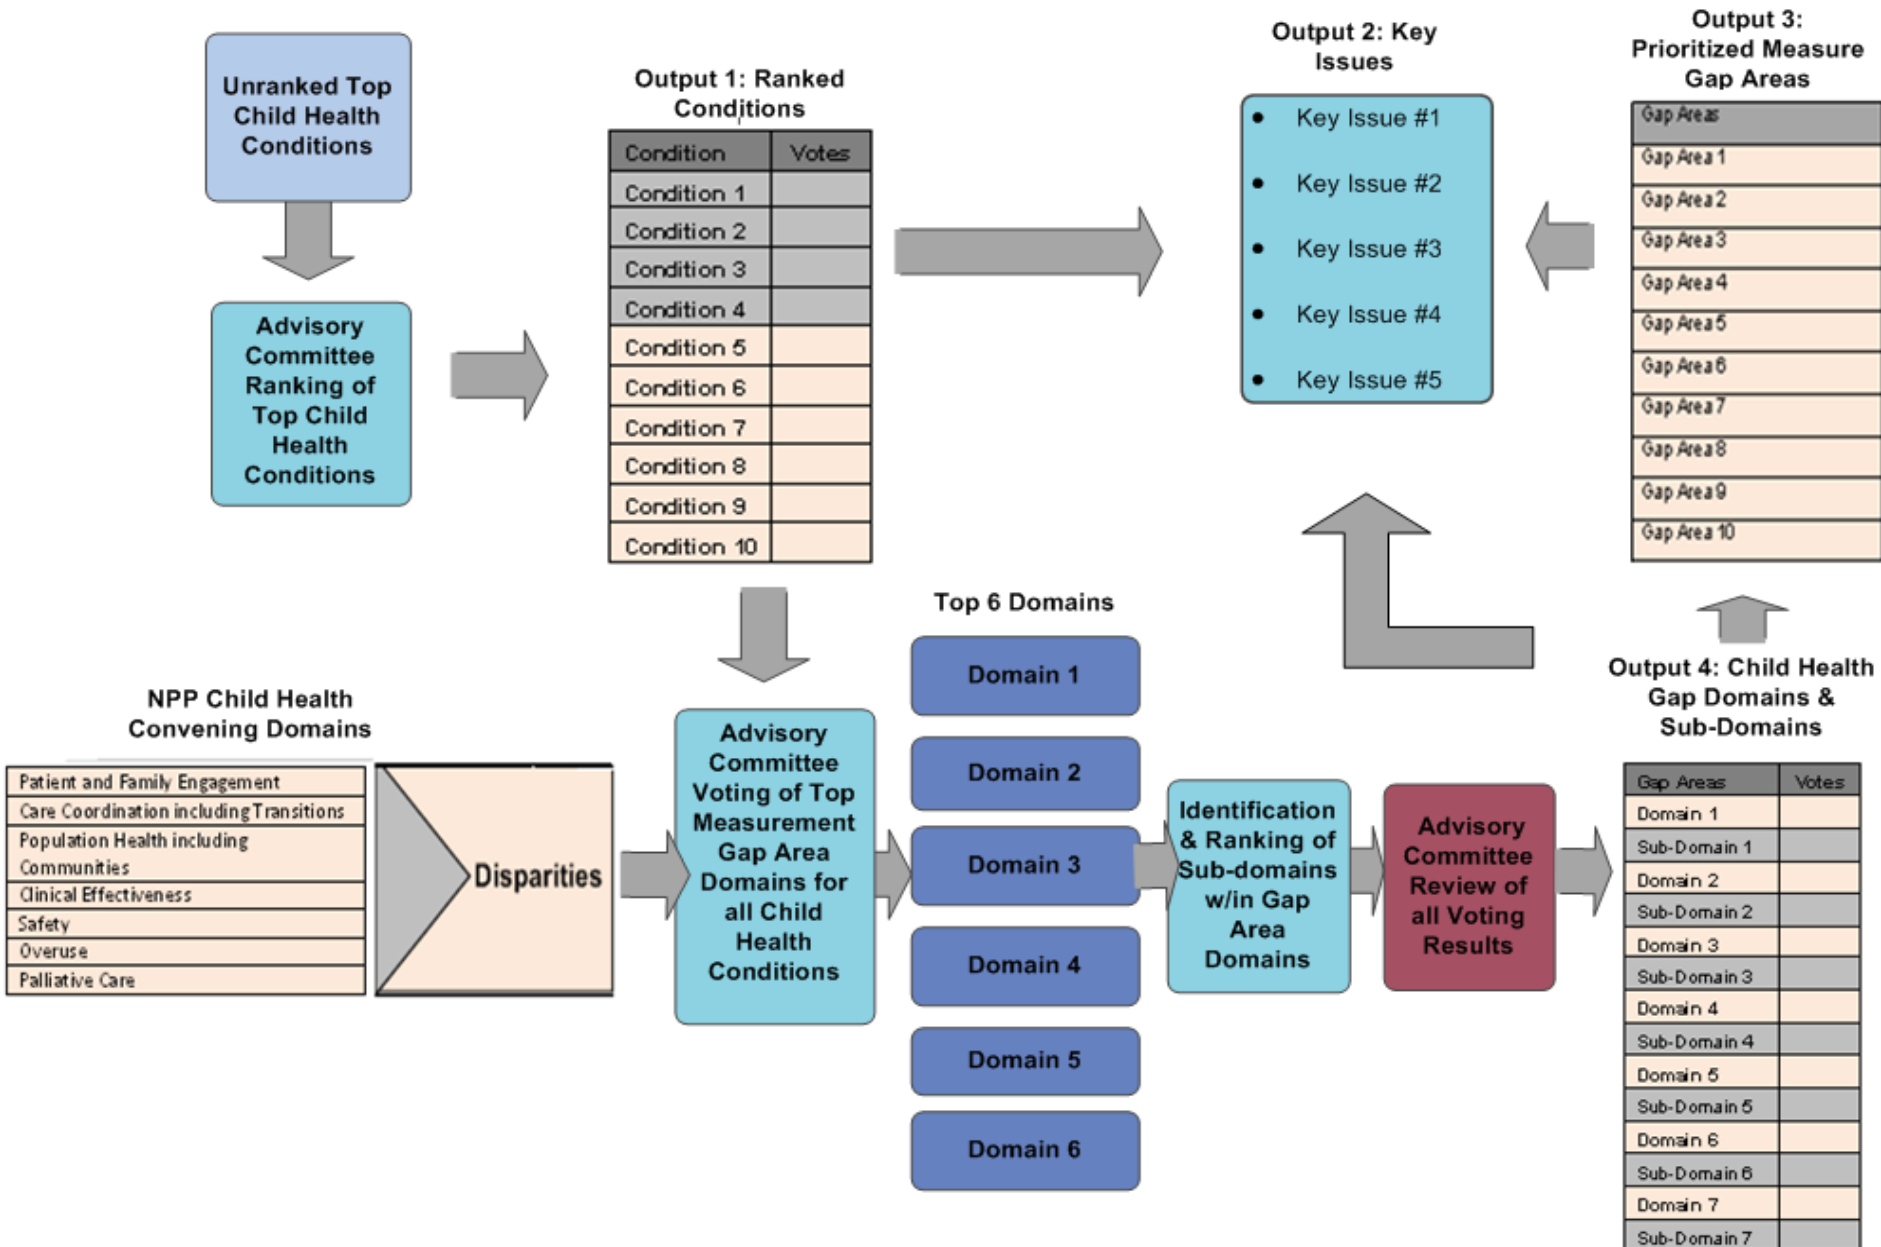 Unranked Top
Child Health
Conditions
Advisory
Committee
Ranking of
Top Child
Health
Conditions
Output 1: Ranked
Conditions
Condition Votes
Condition 1
Condition 2
Condition 3
Condition 4
Condition 5
Condition 6
Condition 7
Condition 8
Condition 9
Condition 10
Output 2: Key
Issues
• Key Issue #1
• Key Issue #2
• Key Issue #3
• Key Issue #4
• Key Issue #5
Output 3:
Prioritized Measure
Gap Areas
Gap Areas
Gap Area 1
Gap Area 2
Gap Area 3
Gap Area 4
Gap Area 5
Gap Area 6
Gap Area 7
Gap Area 8
Gap Area 9
Gap Area 10
NPP Child Health
Convening Domains
Patient and Family Engagement
Care Coordination including Transitions
Population Health including
Communities
Clinical Effectiveness
Safety
Overuse
Palliative Care
Disparities
Advisory
Committee
Voting of Top
Measurement
Gap Area
Domains for
all Child
Health
Conditions
Top 6 Domains
Domain 1
Domain 2
Domain 3
Domain 4
Domain 5
Domain 6
Identification
& Ranking of
Sub-domains
w/in Gap
Area
Domains
Advisory
Committee
Review of
all Voting
Results
Output 4: Child Health
Gap Domains &
Sub-Domains
Gap Areas Votes
Domain 1
Sub-Domain 1
Domain 2
Sub-Domain 2
Domain 3
Sub-Domain 3
Domain 4
Sub-Domain 4
Domain 5
Sub-Domain 5
Domain 6
Sub-Domain 6
Domain 7
Sub-Domain 7